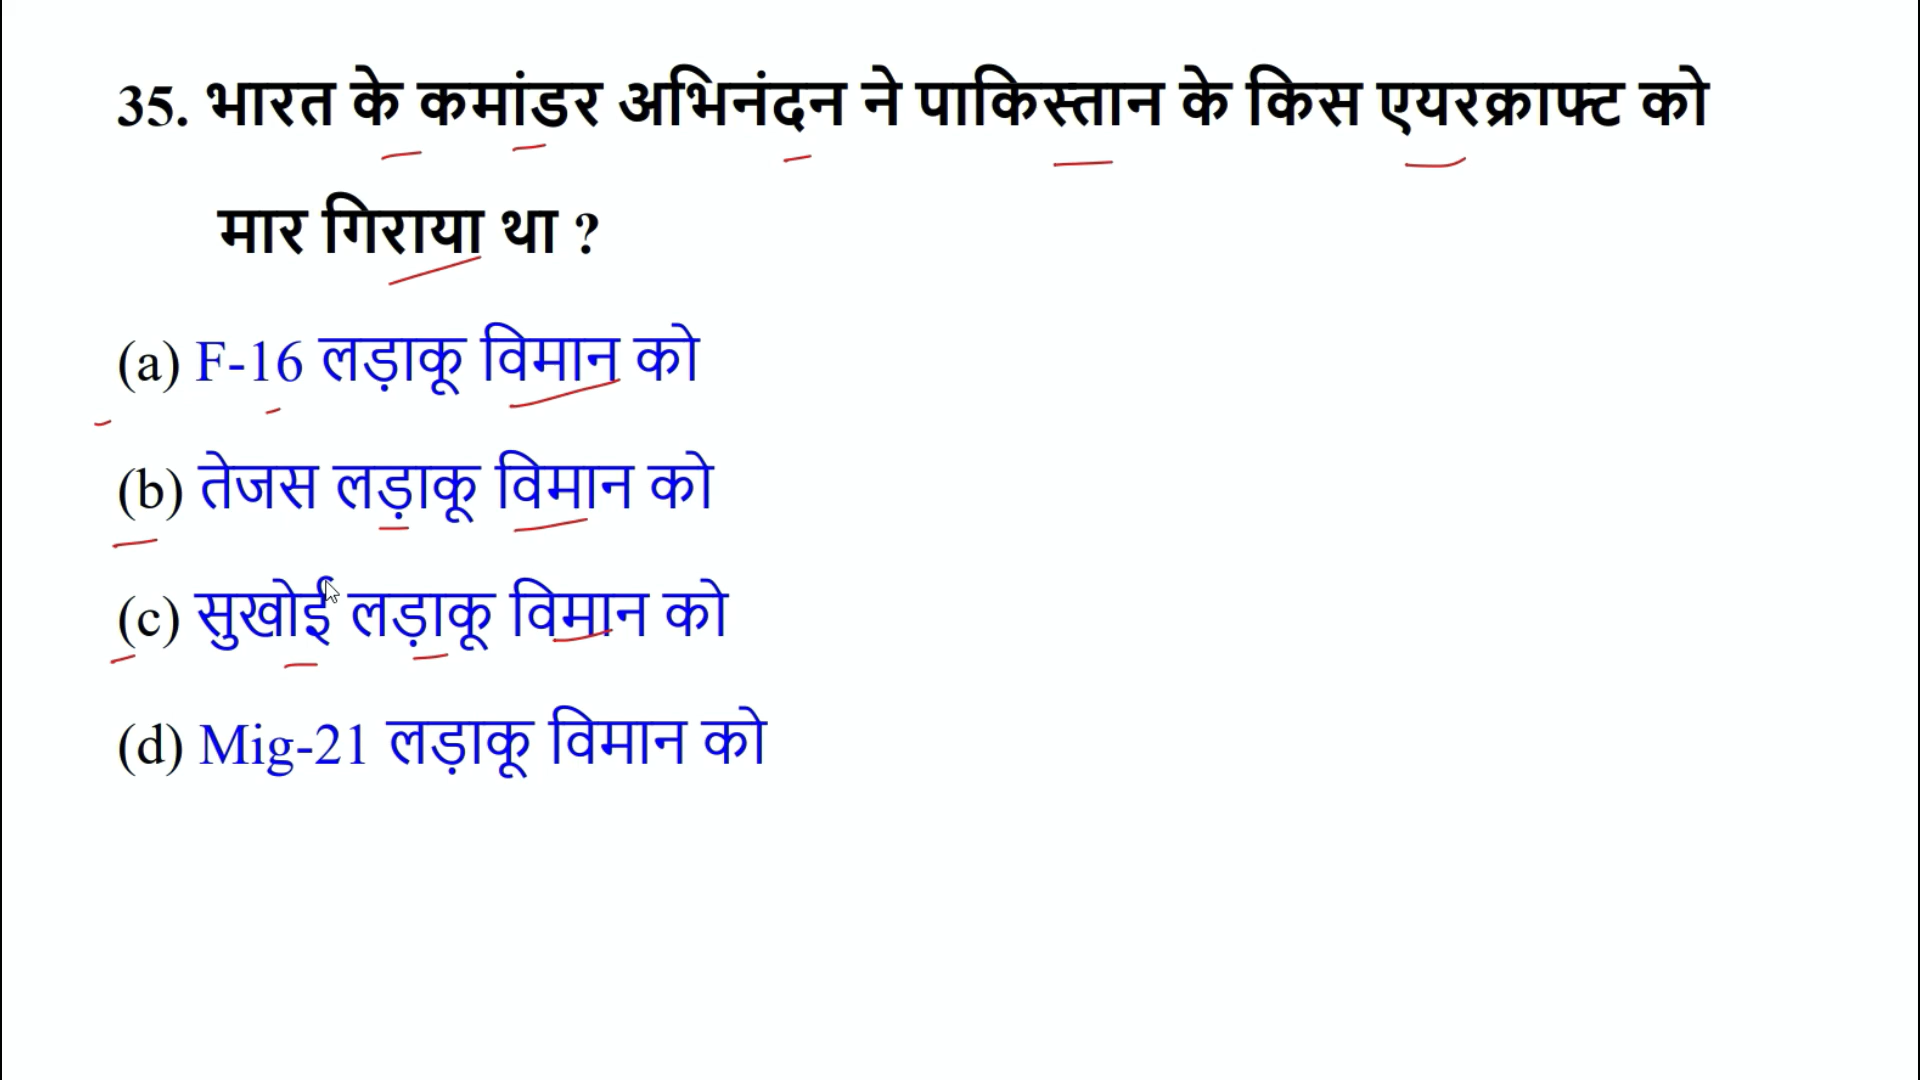 35. भारत के कमांडर अभिनंदन ने पाकिस्तान के किस एयरक्राफ्ट को
मार गिराया था ?
(a) F-16 लड़ाकू विमान को
(b) तेजस लड़ाकू विमान को
(c) सुखोई लड़ाकू विमान को
(d) Mig-21 लड़ाकू विमान को